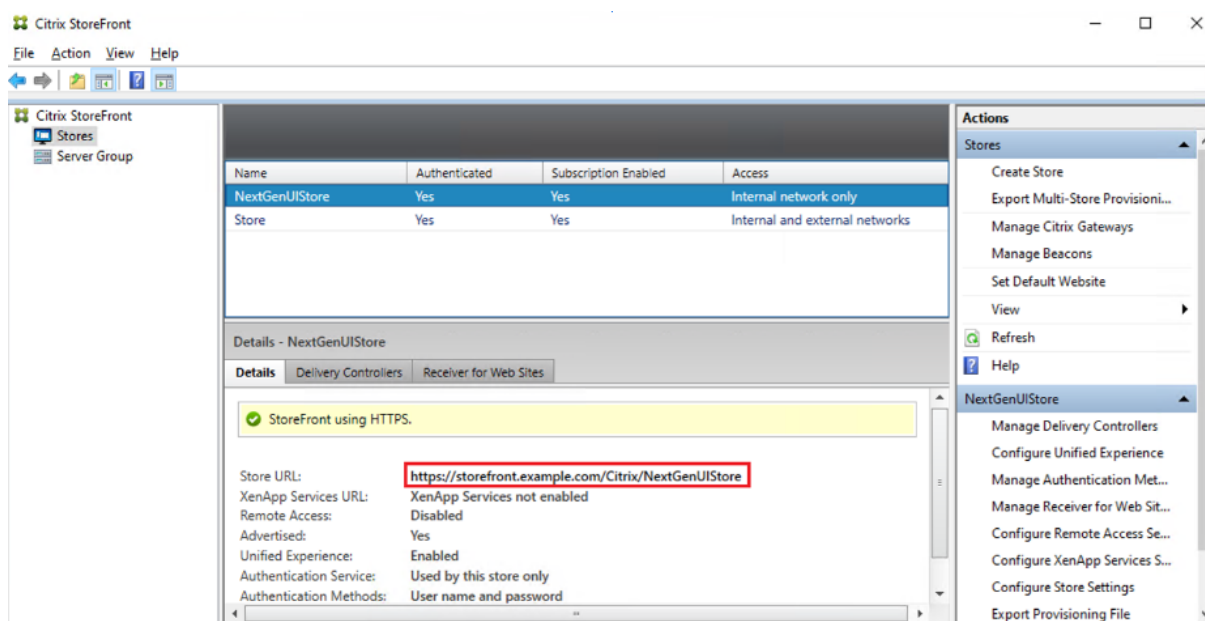 Citrix StoreFront
File Action View Help
Citrix StoreFront
Stores
Server Group
Name Authenticated Subscription Enabled Access
NextGenUIStore Yes Yes Internal network only
Store Yes Yes Internal and external networks
Details - NextGenUIStore
Details Delivery Controllers Receiver for Web Sites
StoreFront using HTTPS.
Store URL: https://storefront.example.com/Citrix/NextGenUIStore
XenApp Services URL: XenApp Services not enabled
Remote Access: Disabled
Advertised: Yes
Unified Experience: Enabled
Authentication Service: Used by this store only
Authentication Methods: User name and password
Actions
Stores
Create Store
Export Multi-Store Provisioni...
Manage Citrix Gateways
Manage Beacons
Set Default Website
View
Refresh
Help
NextGenUIStore
Manage Delivery Controllers
Configure Unified Experience
Manage Authentication Met...
Manage Receiver for Web Sit...
Configure Remote Access Se...
Configure XenApp Services S...
Configure Store Settings
Export Provisioning File